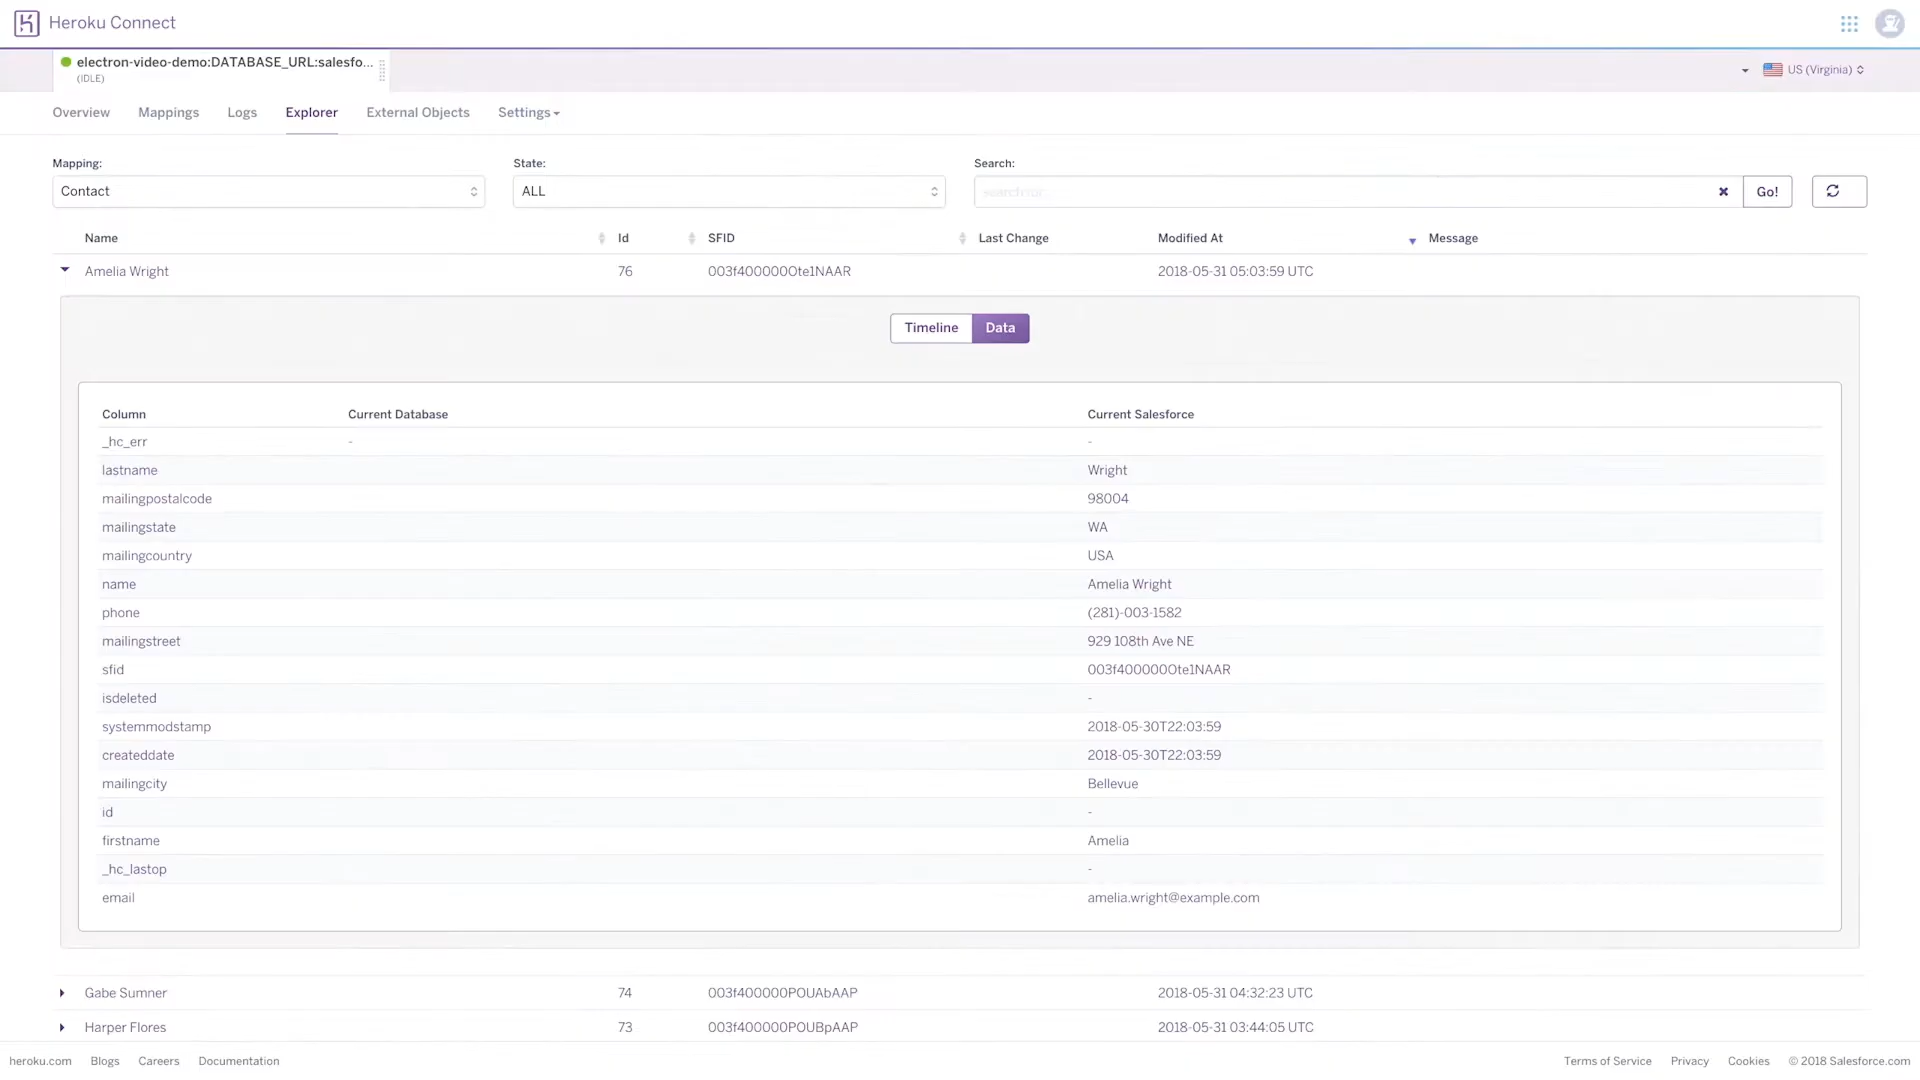 Heroku Connect
electron-video-demo:DATABASE_URL:salesfo...
(IDLE)
US (Virginia)
Overview Mappings Logs Explorer External Objects Settings
Mapping: State: Search:
Contact ALL Go!
Name Id SFID Last Change Modified At Message
Amelia Wright 76 003f400000Ote1NAAR 2018-05-31 05:03:59 UTC
Timeline Data
Column Current Database Current Salesforce
_hc_err - -
lastname Wright
mailingpostalcode 98004
mailingstate WA
mailingcountry USA
name Amelia Wright
phone (281)-003-1582
mailingstreet 929 108th Ave NE
sfid 003f400000Ote1NAAR
isdeleted -
systemmodstamp 2018-05-30T22:03:59
createddate 2018-05-30T22:03:59
mailingcity Bellevue
id -
firstname Amelia
_hc_lastop -
email amelia.wright@example.com
Gabe Sumner 74 003f400000POUAbAAP 2018-05-31 04:32:23 UTC
Harper Flores 73 003f400000POUBpAAP 2018-05-31 03:44:05 UTC
heroku.com Blogs Careers Documentation Terms of Service Privacy Cookies © 2018 Salesforce.com